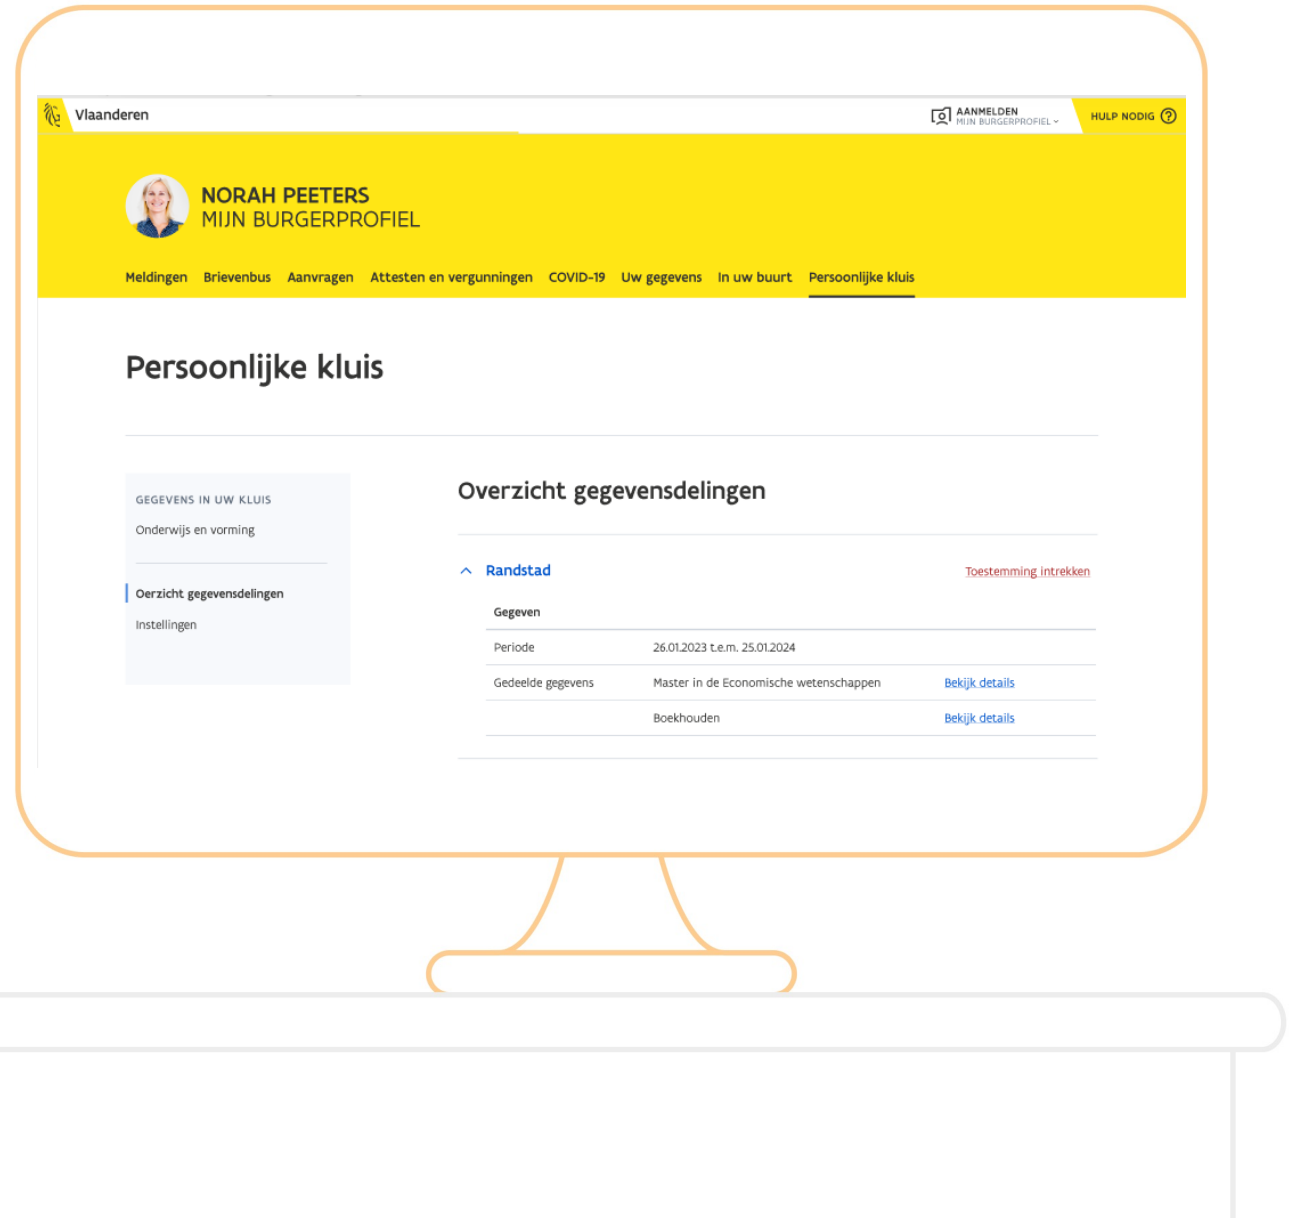 Vlaanderen
AANMELDEN
MIJN BURGERPROFIEL
HULP NODIG
NORAH PEETERS
MIJN BURGERPROFIEL
Meldingen Brievenbus Aanvragen Attesten en vergunningen COVID-19 Uw gegevens In uw buurt Persoonlijke kluis
Persoonlijke kluis
GEGEVENS IN UW KLUIS
Onderwijs en vorming
Oerzicht gegevensdelingen
Instellingen
Overzicht gegevensdelingen
Randstad Toestemming intrekken
Gegeven
Periode 26.01.2023 t.e.m. 25.01.2024
Gedeelde gegevens Master in de Economische wetenschappen Bekijk details
Boekhouden Bekijk details